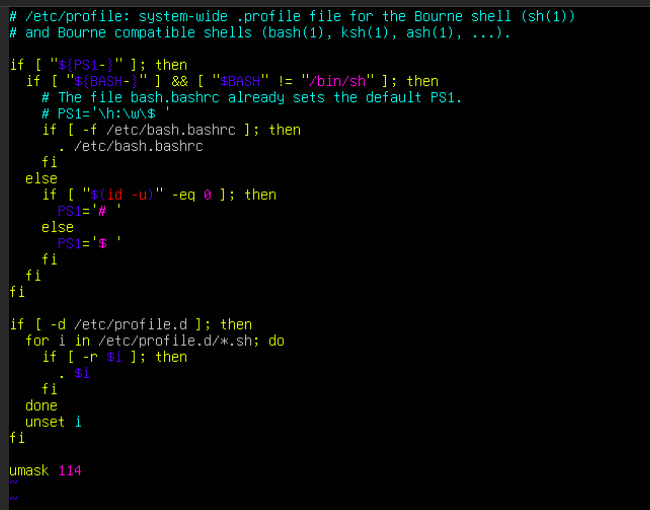 # /etc/profile: system-wide .profile file for the Bourne shell (sh(1))
# and Bourne compatible shells (bash(1), ksh(1), ash(1), ...).

if [ "${PS1-}" ]; then
  if [ "${BASH-}" ] && [ "$BASH" != "/bin/sh" ]; then
    # The file bash.bashrc already sets the default PS1.
    # PS1='\h:\w\$ '
    if [ -f /etc/bash.bashrc ]; then
      . /etc/bash.bashrc
    fi
  else
    if [ "$(id -u)" -eq 0 ]; then
      PS1='# '
    else
      PS1='$ '
    fi
  fi
fi

if [ -d /etc/profile.d ]; then
  for i in /etc/profile.d/*.sh; do
    if [ -r $i ]; then
      . $i
    fi
  done
  unset i
fi

umask 114
~
~